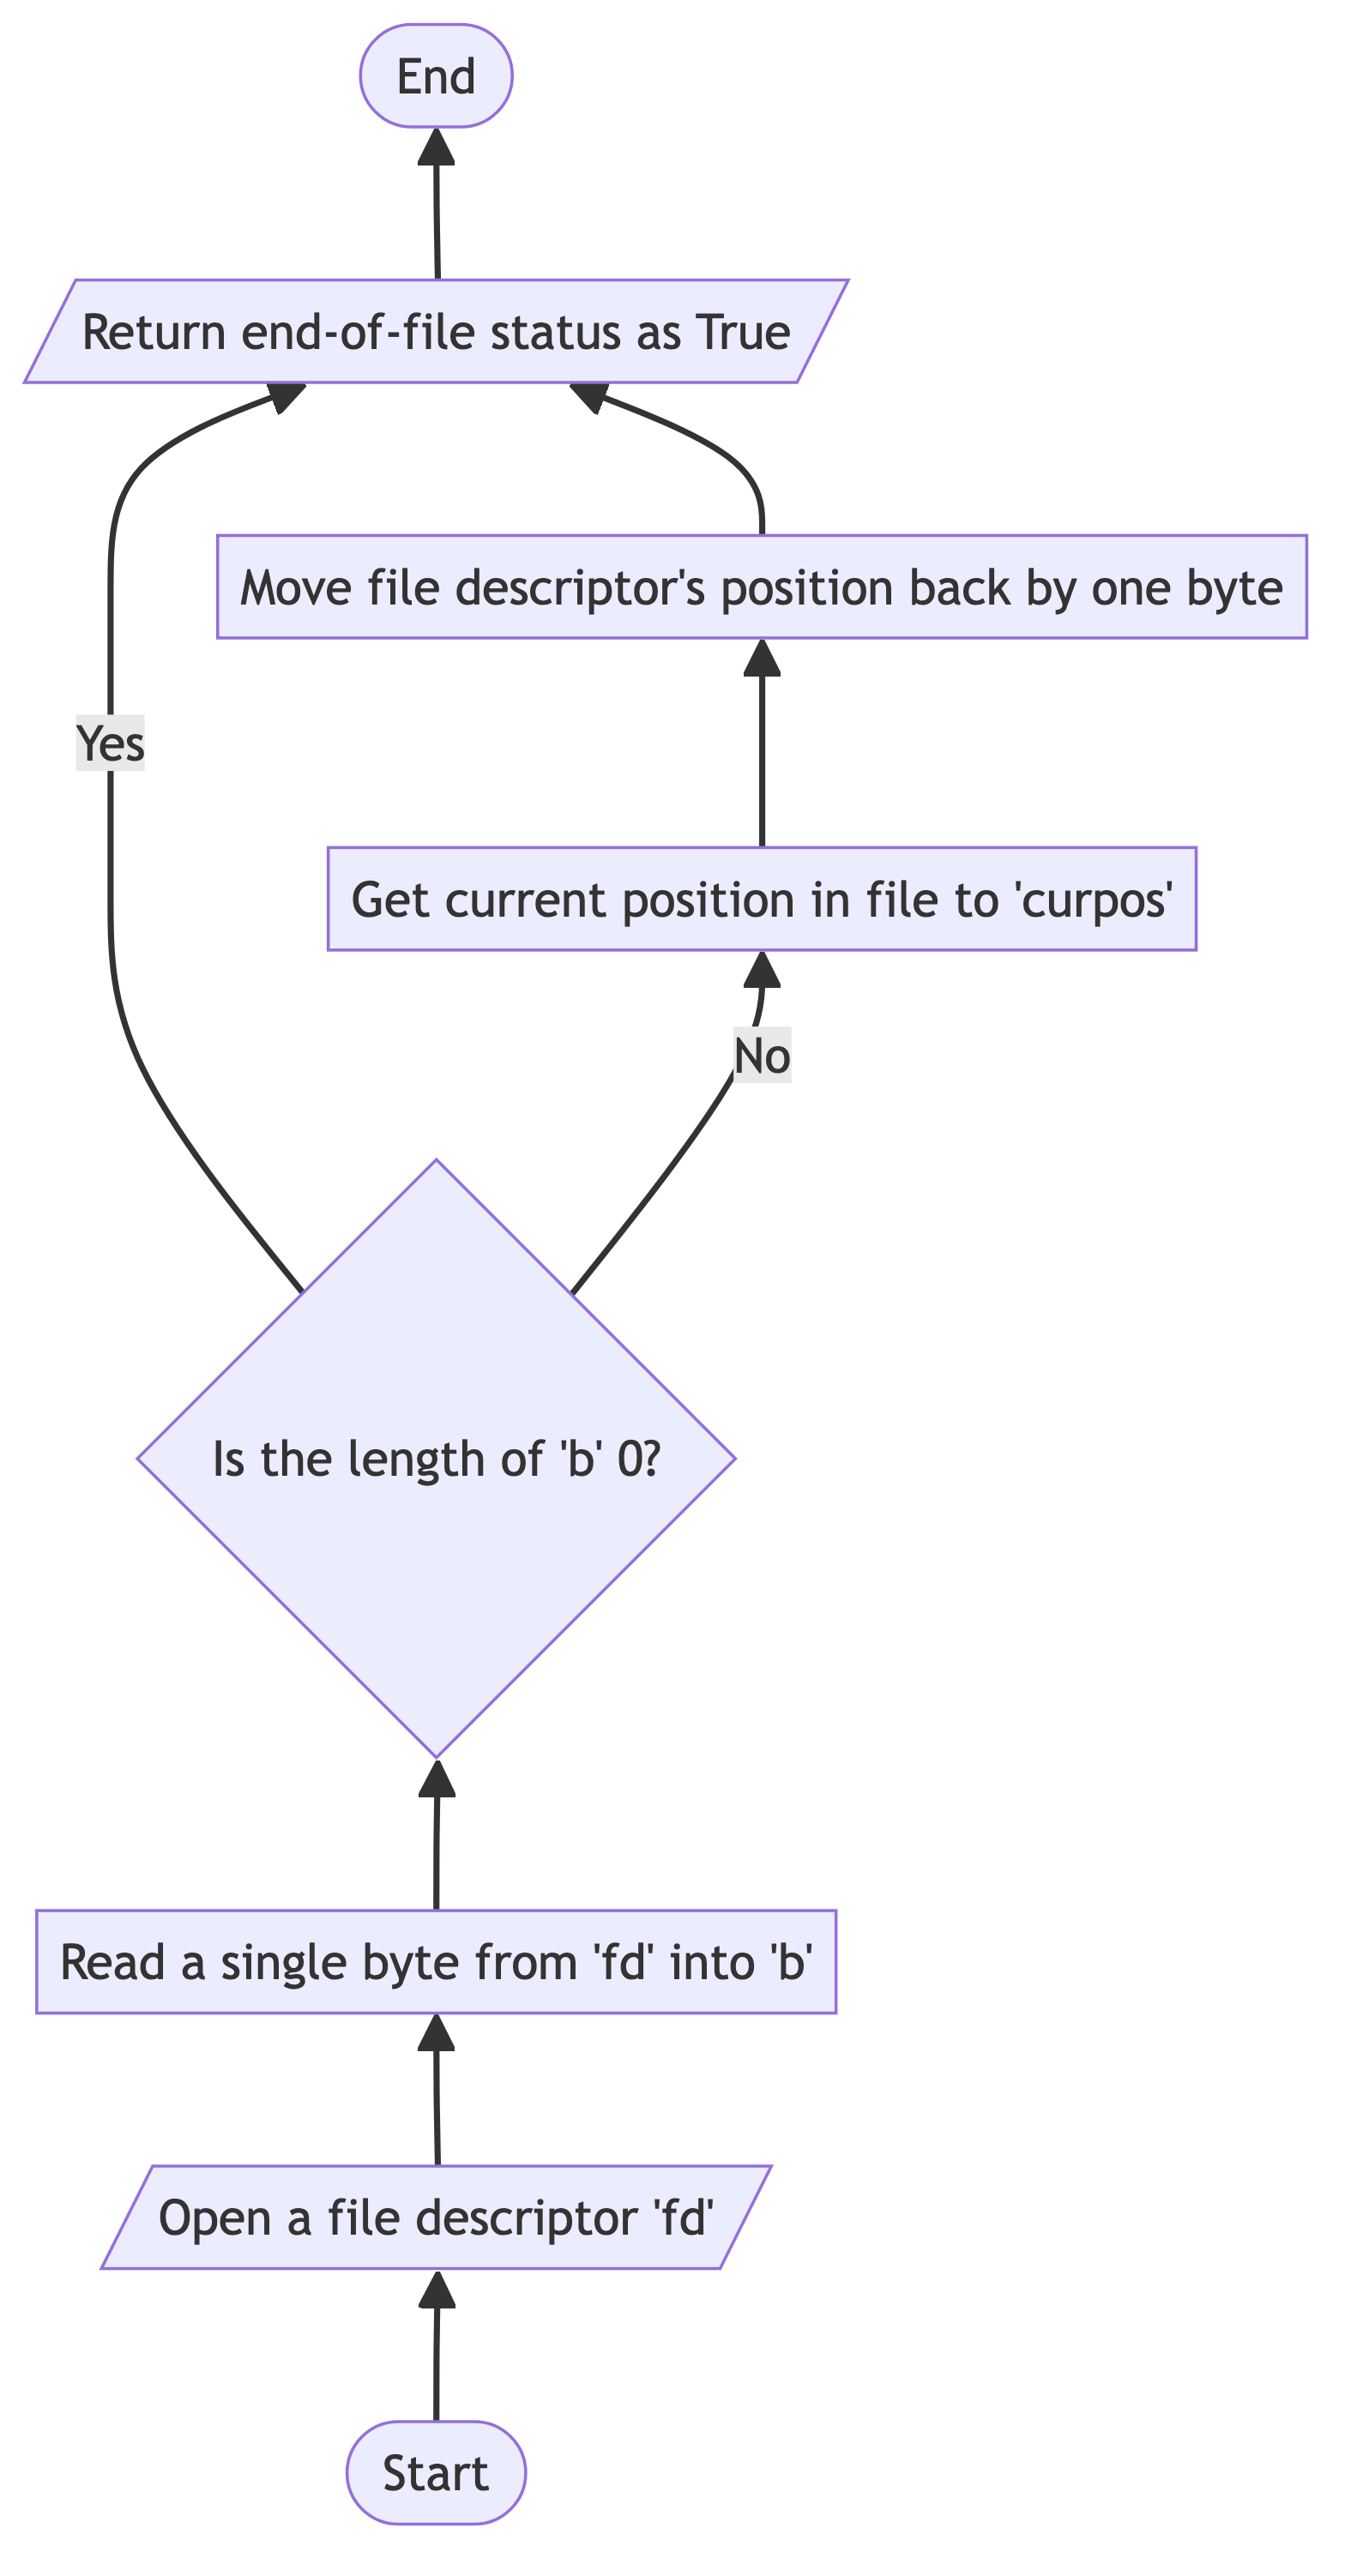 End
Return end-of-file status as True
Move file descriptor's position back by one byte
Yes
Get current position in file to 'curpos'
No
Is the length of 'b' 0?
Read a single byte from 'fd' into 'b'
Open a file descriptor 'fd'
Start